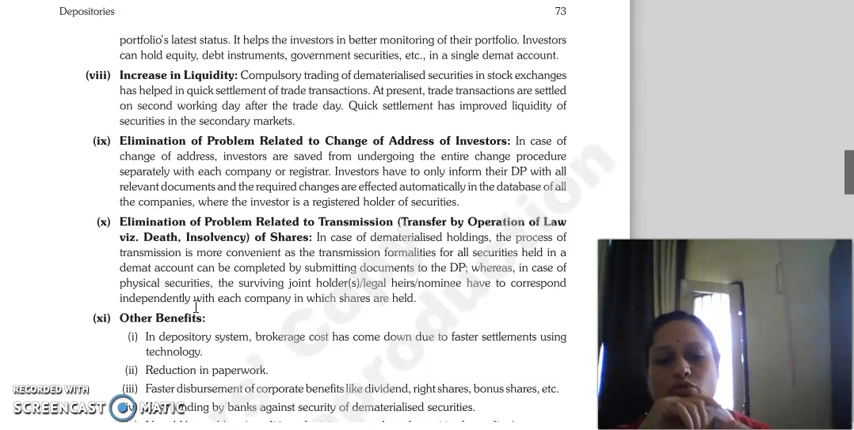 Depositories 73
portfolio's latest status. It helps the investors in better monitoring of their portfolio. Investors
can hold equity, debt instruments, government securities, etc., in a single demat account.
(viii) Increase in Liquidity: Compulsory trading of dematerialised securities in stock exchanges
has helped in quick settlement of trade transactions. At present, trade transactions are settled
on second working day after the trade day. Quick settlement has improved liquidity of
securities in the secondary markets.
(ix) Elimination of Problem Related to Change of Address of Investors: In case of
change of address, investors are saved from undergoing the entire change procedure
separately with each company or registrar. Investors have to only inform their DP with all
relevant documents and the required changes are effected automatically in the database of all
the companies, where the investor is a registered holder of securities.
(x) Elimination of Problem Related to Transmission (Transfer by Operation of Law
viz. Death, Insolvency) of Shares: In case of dematerialised holdings, the process of
transmission is more convenient as the transmission formalities for all securities held in a
demat account can be completed by submitting documents to the DP; whereas, in case of
physical securities, the surviving joint holder(s)/legal heirs/nominee have to correspond
independently with each company in which shares are held.
(xi) Other Benefits:
(i) In depository system, brokerage cost has come down due to faster settlements using
technology.
(ii) Reduction in paperwork.
(iii) Faster disbursement of corporate benefits like dividend, right shares, bonus shares, etc.
by banks against security of dematerialised securities.
RECORDED WITH
SCREENCAST MATIC